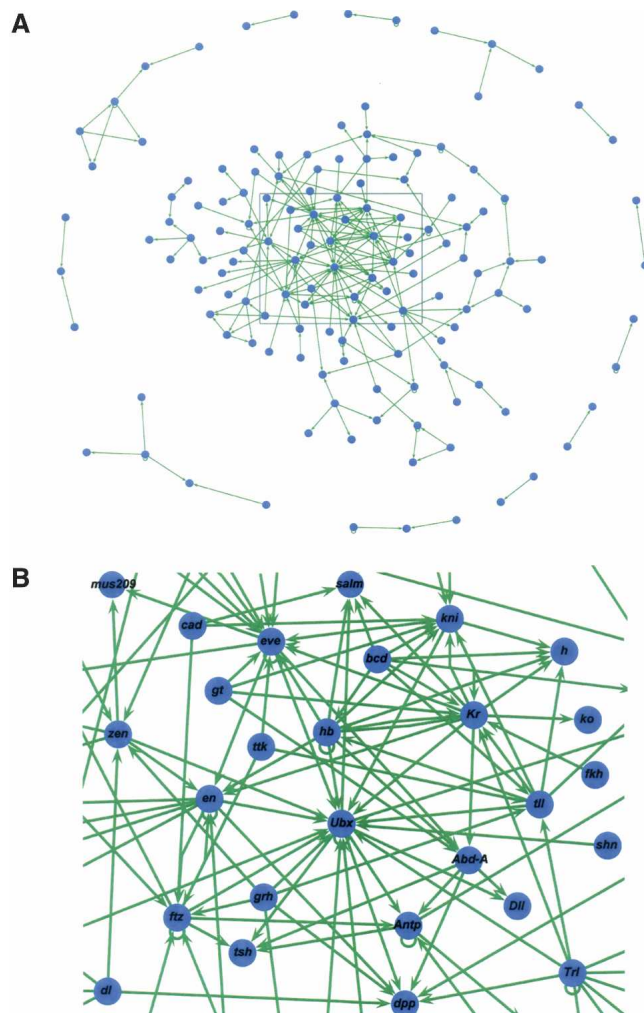 A
B
mus209
salm
cad
kni
eve
bcd
h
gt
Kr
ko
zen
hb
ttk
fkh
en
tll
Ubx
shn
Abd-A
grh
Dll
ftz
Antp
tsh
Trl
dl
dpp